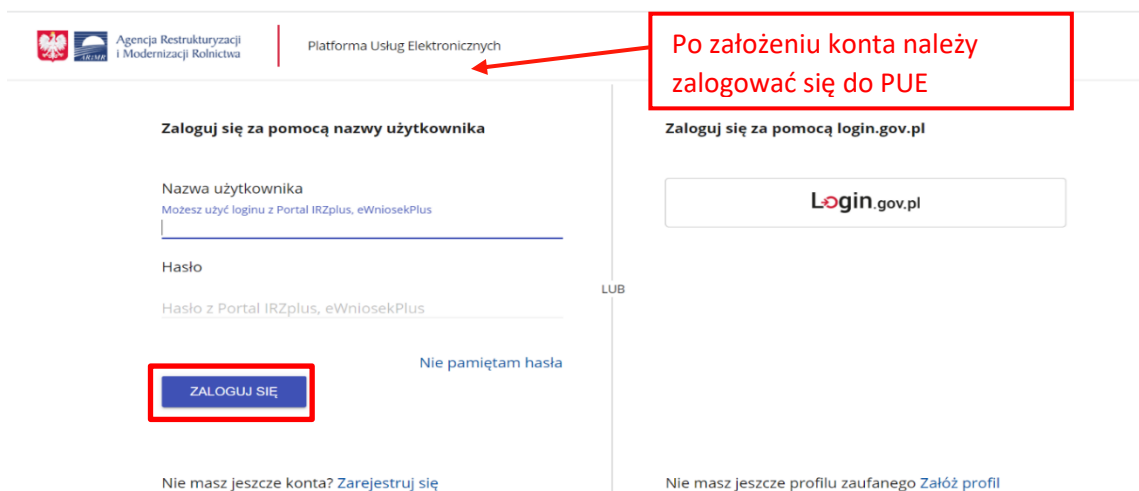 Agencja Restrukturyzacji
i Modernizacji Rolnictwa
ARiMR
Platforma Usług Elektronicznych
Po założeniu konta należy
zalogować się do PUE
Zaloguj się za pomocą nazwy użytkownika
Nazwa użytkownika
Możesz użyć loginu z Portal IRZplus, eWniosekPlus
Hasło
Hasło z Portal IRZplus, eWniosekPlus
Nie pamiętam hasła
ZALOGUJ SIĘ
Nie masz jeszcze konta? Zarejestruj się
LUB
Zaloguj się za pomocą login.gov.pl
Login.gov.pl
Nie masz jeszcze profilu zaufanego Załóż profil